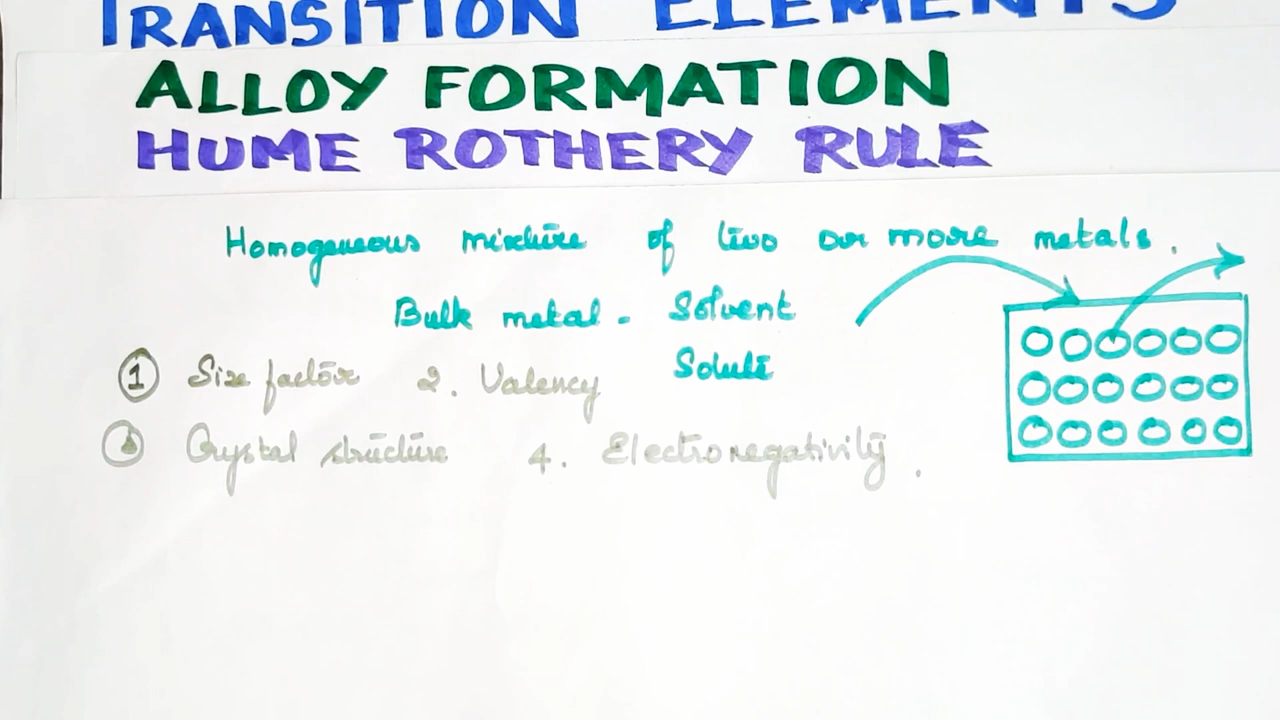 TRANSITION ELEMENTS
ALLOY FORMATION
HUME ROTHERY RULE
Homogeneous mixture of two or more metals.
Bulk metal - Solvent
Solute
1 Size factor 2. Valency
Crystal structure 4. Electronegativity.